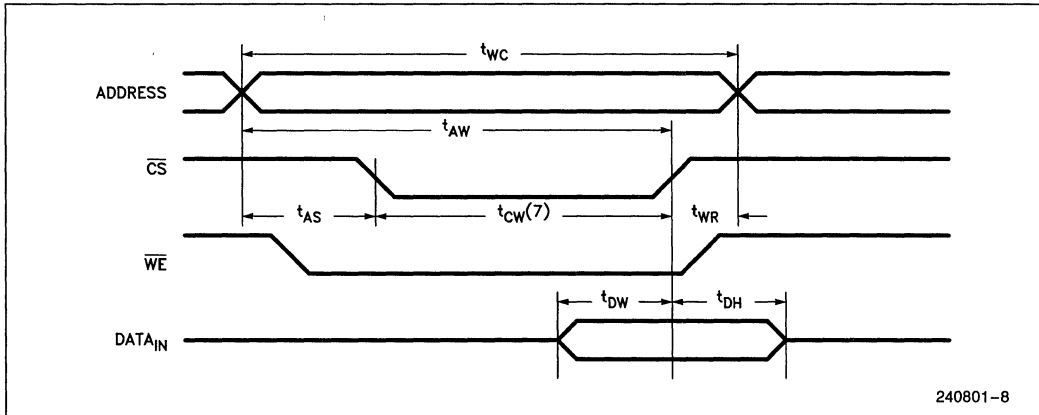 tWC
ADDRESS
tAW
CS
tAS
tCW(7)
tWR
WE
tDW
tDH
DATAIN
240801-8